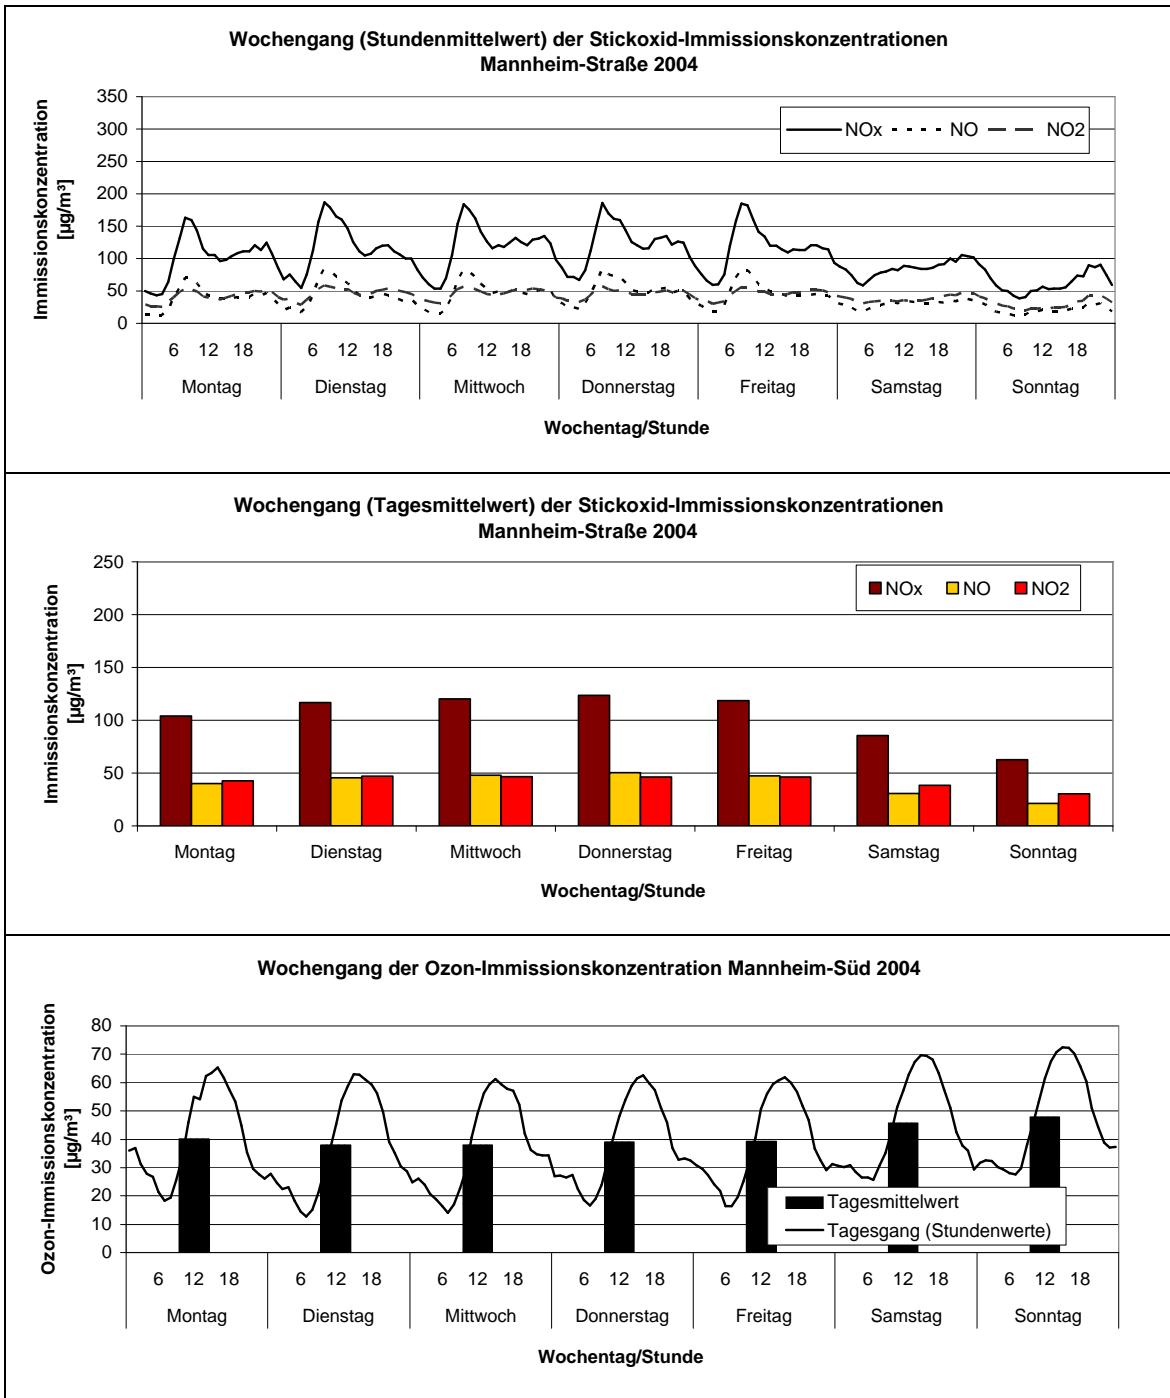 Wochengang (Stundenmittelwert) der Stickoxid-Immissionskonzentrationen
Mannheim-Straße 2004
Immissionskonzentration
[µg/m³]
350
300
250
200
150
100
50
0
NOx NO NO2
6 12 18 6 12 18 6 12 18 6 12 18 6 12 18 6 12 18 6 12 18
Montag Dienstag Mittwoch Donnerstag Freitag Samstag Sonntag
Wochentag/Stunde
Wochengang (Tagesmittelwert) der Stickoxid-Immissionskonzentrationen
Mannheim-Straße 2004
Immissionskonzentration
[µg/m³]
250
200
150
100
50
0
NOx NO NO2
Montag Dienstag Mittwoch Donnerstag Freitag Samstag Sonntag
Wochentag/Stunde
Wochengang der Ozon-Immissionskonzentration Mannheim-Süd 2004
Ozon-Immissionskonzentration
[µg/m³]
80
70
60
50
40
30
20
10
0
Tagesmittelwert
Tagesgang (Stundenwerte)
6 12 18 6 12 18 6 12 18 6 12 18 6 12 18 6 12 18 6 12 18
Montag Dienstag Mittwoch Donnerstag Freitag Samstag Sonntag
Wochentag/Stunde